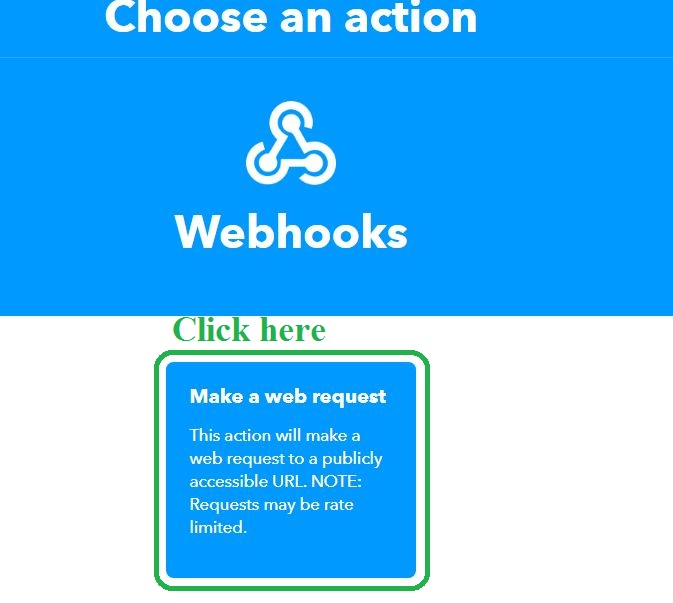 Choose an action
Webhooks
Click here
Make a web request
This action will make a
web request to a publicly
accessible URL. NOTE:
Requests may be rate
limited.